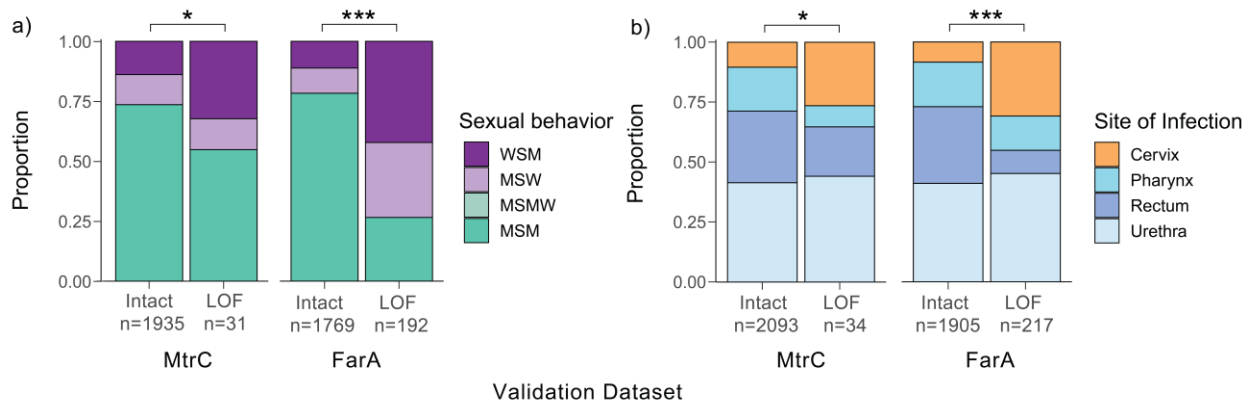 a)
*
***
1.00
0.75
0.50
0.25
0.00
Proportion
Intact
n=1935
LOF
n=31
Intact
n=1769
LOF
n=192
MtrC
FarA
Sexual behavior
WSM
MSW
MSMW
MSM
b)
*
***
1.00
0.75
0.50
0.25
0.00
Proportion
Intact
n=2093
LOF
n=34
Intact
n=1905
LOF
n=217
MtrC
FarA
Site of Infection
Cervix
Pharynx
Rectum
Urethra
Validation Dataset